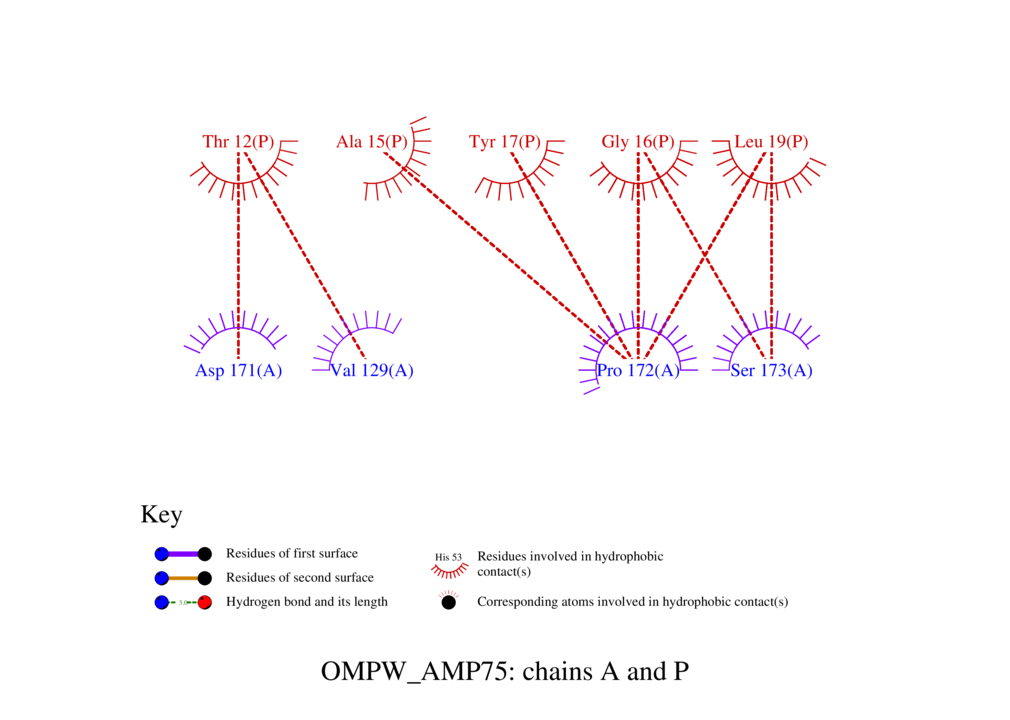 Thr 12(P) Ala 15(P) Tyr 17(P) Gly 16(P) Leu 19(P)
Asp 171(A) Val 129(A) Pro 172(A) Ser 173(A)
Key
Residues of first surface
Residues of second surface
3.0
Hydrogen bond and its length
His 53
Residues involved in hydrophobic
contact(s)
Corresponding atoms involved in hydrophobic contact(s)
OMPW_AMP75: chains A and P